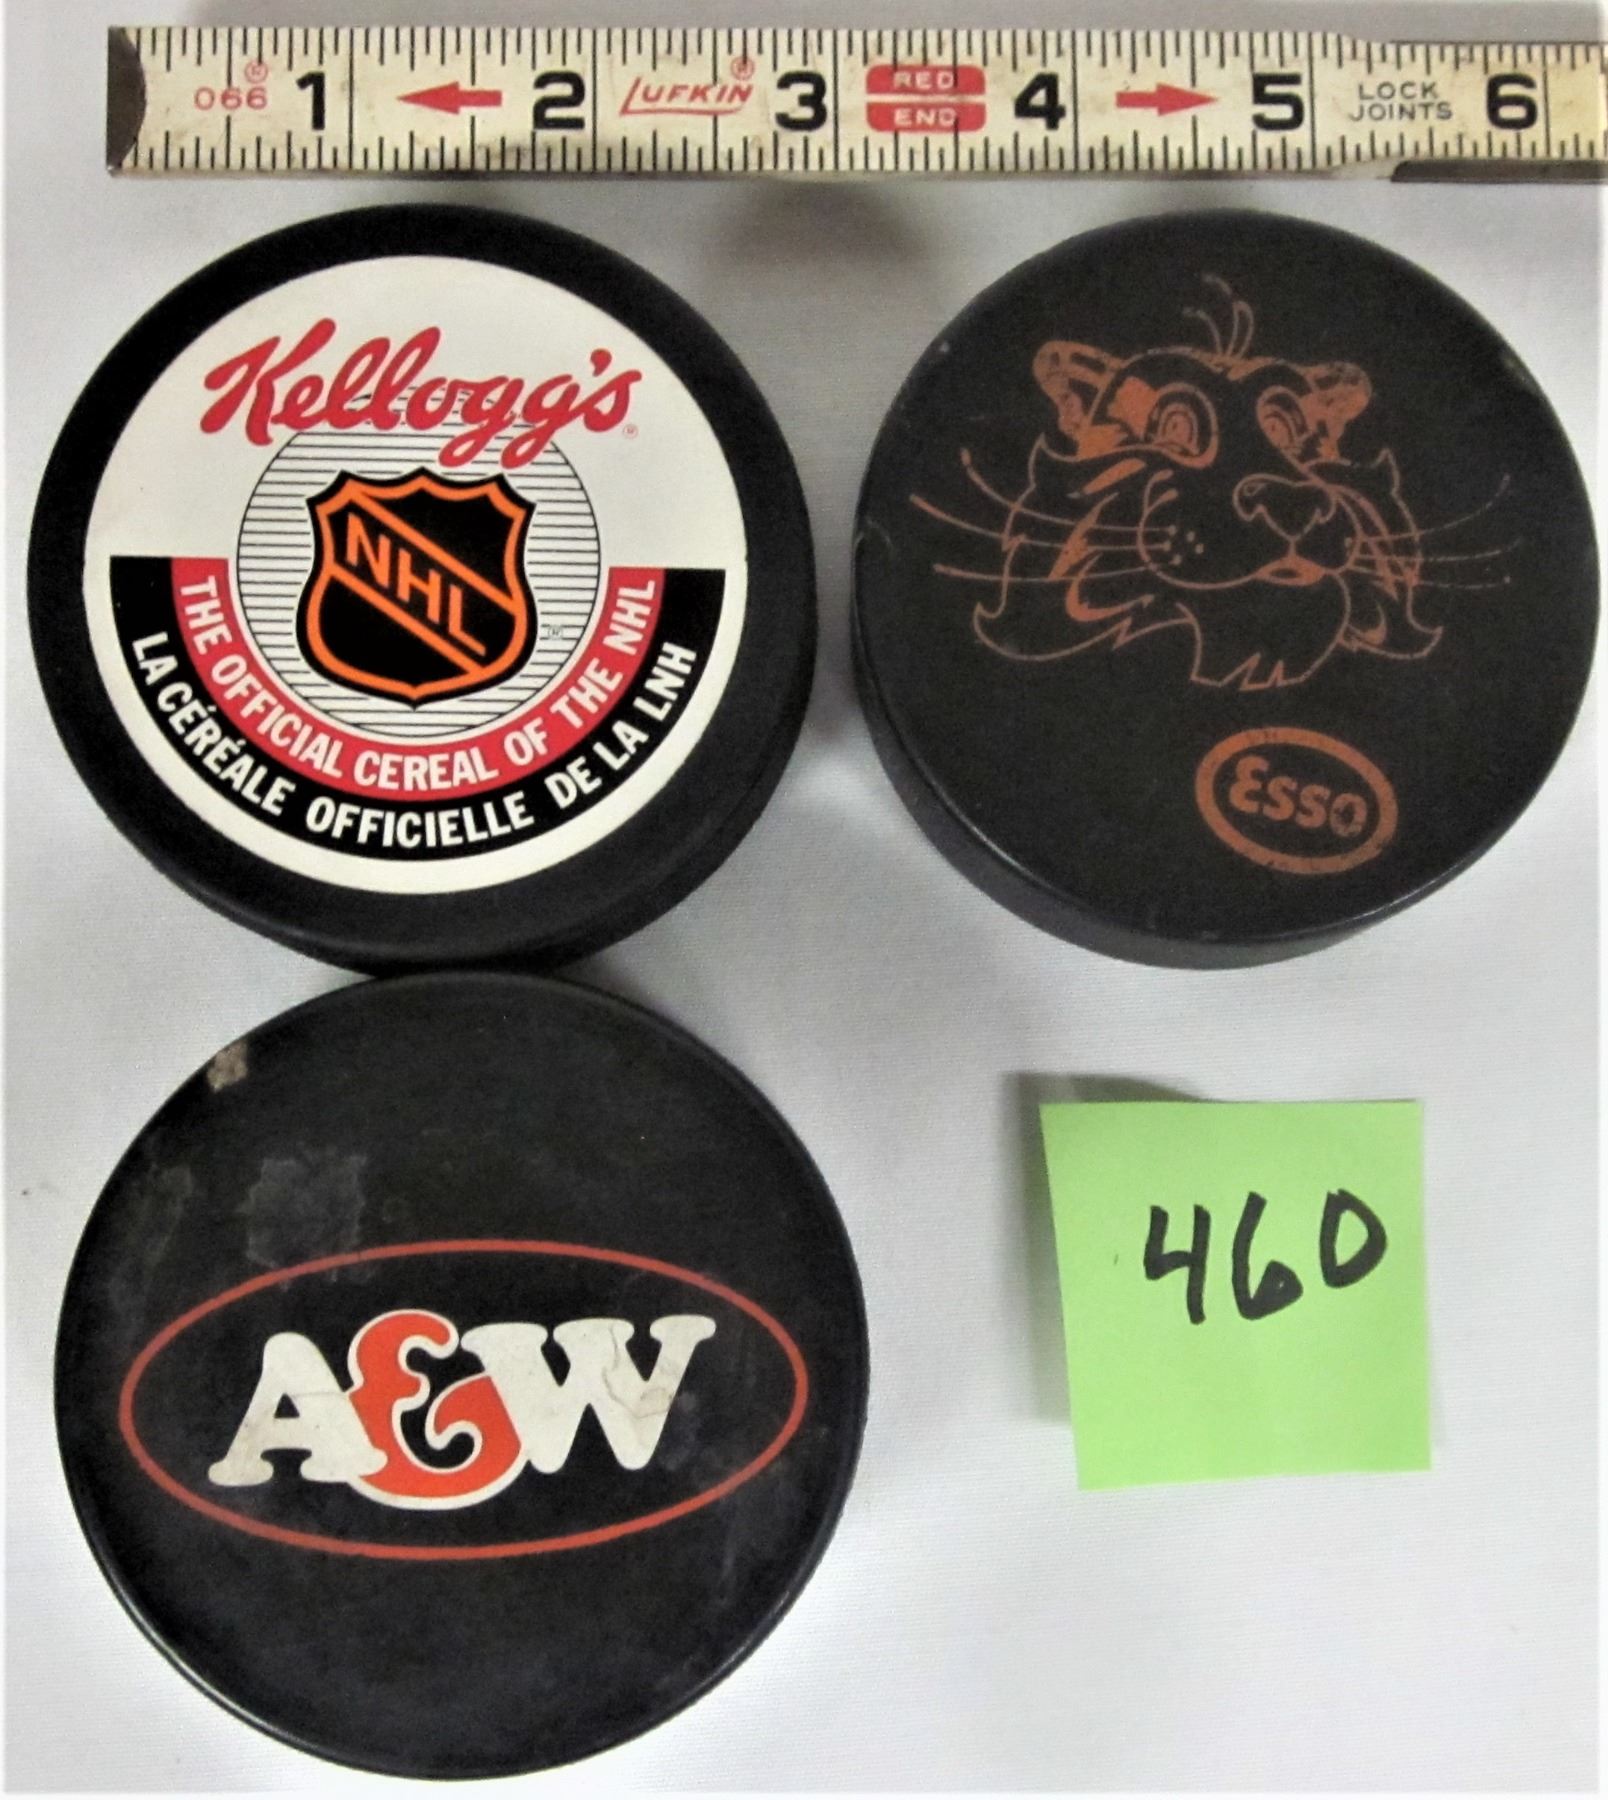 066® 1 2 LUFKIN® 3 RED END 4 5 LOCK JOINTS 6
Kellogg's®
NHL®
THE OFFICIAL CEREAL OF THE NHL
LA CÉRÉALE OFFICIELLE DE LA LNH
Esso
A&W
460